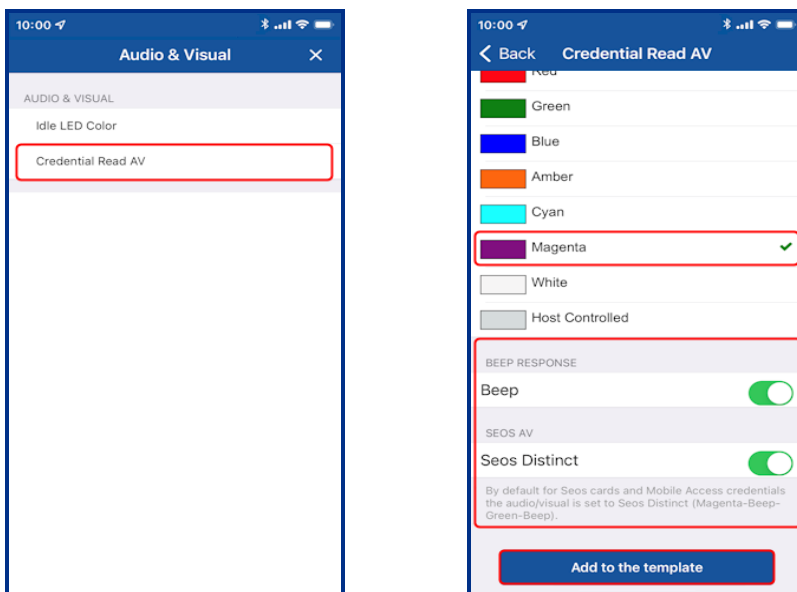 10:00
Audio & Visual
AUDIO & VISUAL
Idle LED Color
Credential Read AV
10:00
Back Credential Read AV
Red
Green
Blue
Amber
Cyan
Magenta
White
Host Controlled
BEEP RESPONSE
Beep
SEOS AV
Seos Distinct
By default for Seos cards and Mobile Access credentials
the audio/visual is set to Seos Distinct (Magenta-Beep-
Green-Beep).
Add to the template